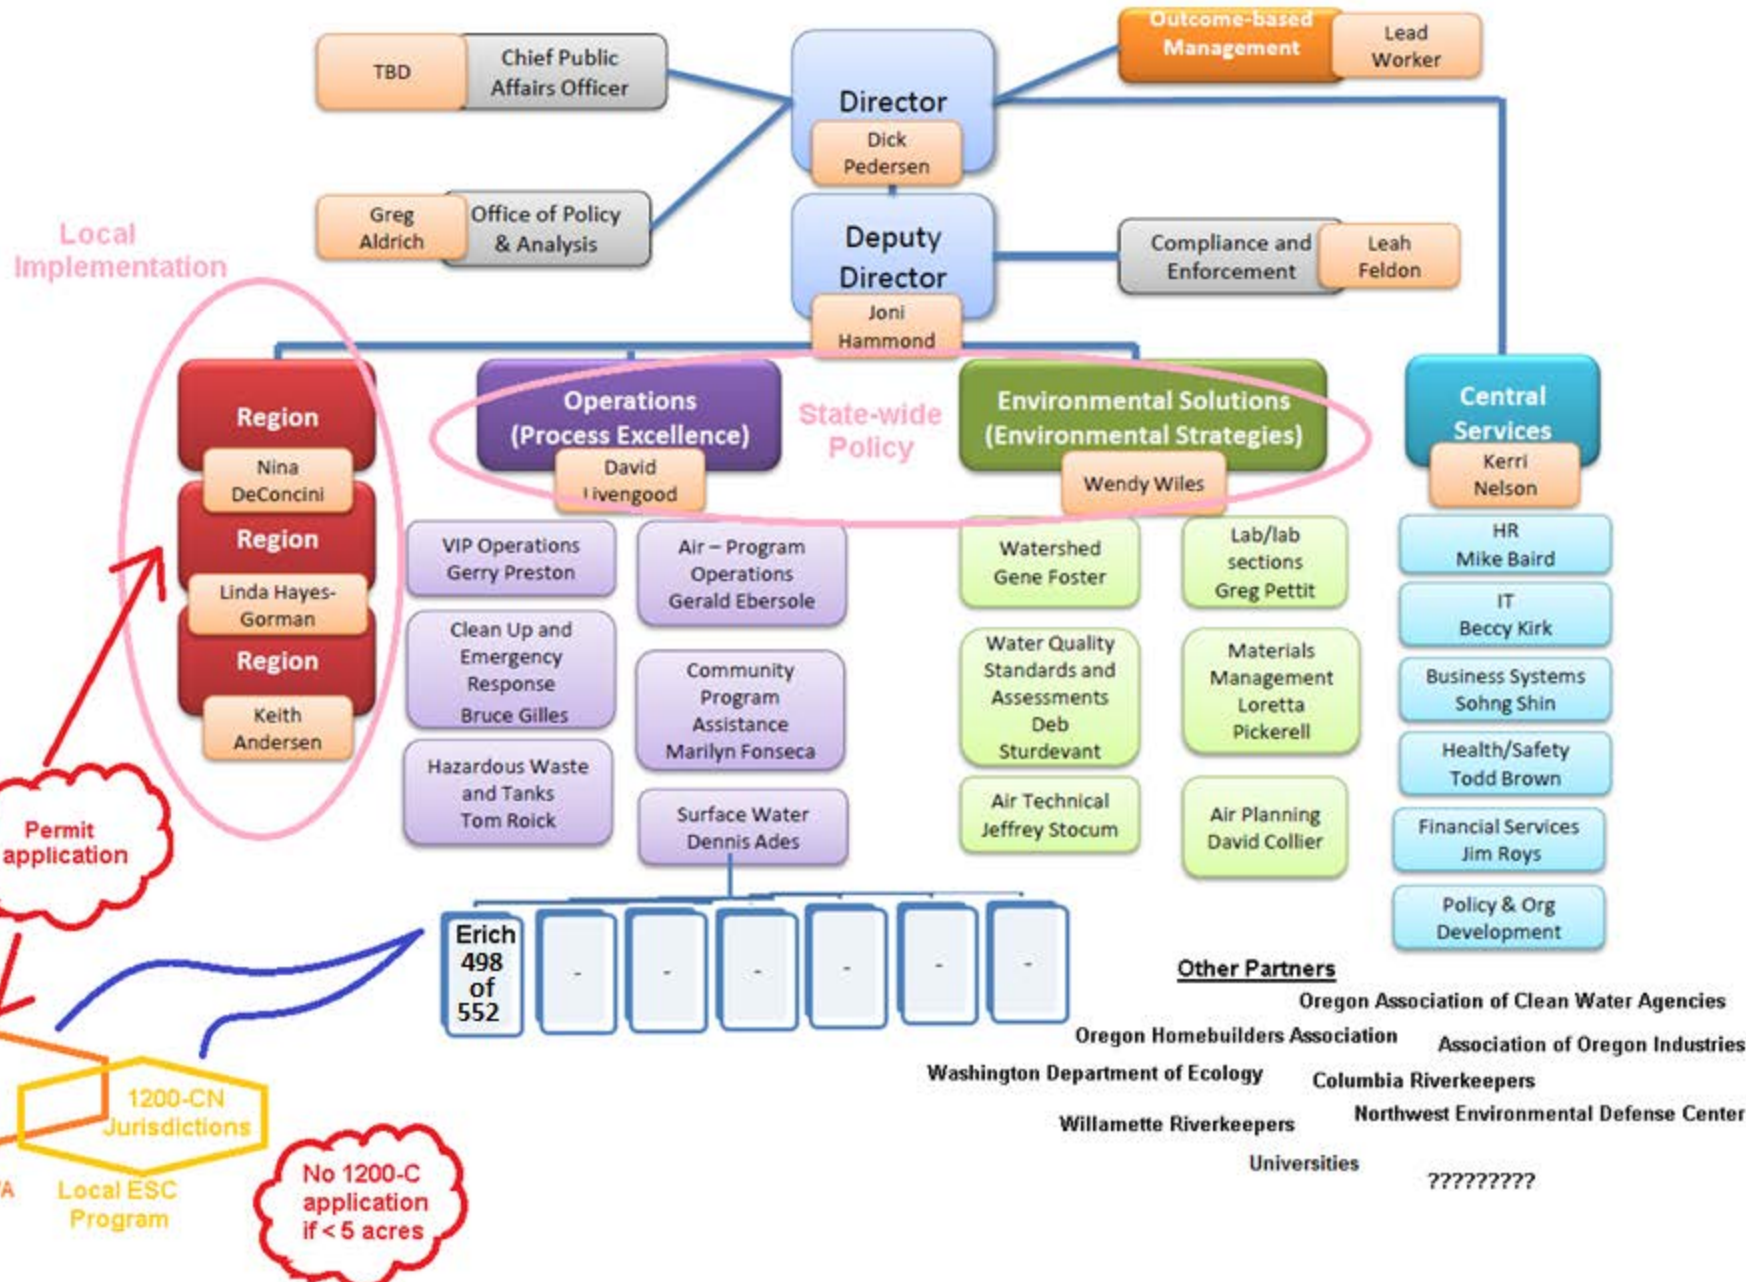 Outcome-based
Management
Lead
Worker
TBD
Chief Public
Affairs Officer
Director
Dick
Pedersen
Greg
Aldrich
Office of Policy
& Analysis
Deputy
Director
Joni
Hammond
Compliance and
Enforcement
Leah
Feldon
Local
Implementation
Region
Nina
DeConcini
Region
Linda Hayes-
Gorman
Region
Keith
Andersen
Operations
(Process Excellence)
David
Livengood
State-wide
Policy
Environmental Solutions
(Environmental Strategies)
Wendy Wiles
Central
Services
Kerri
Nelson
VIP Operations
Gerry Preston
Air – Program
Operations
Gerald Ebersole
Clean Up and
Emergency
Response
Bruce Gilles
Community
Program
Assistance
Marilyn Fonseca
Hazardous Waste
and Tanks
Tom Roick
Surface Water
Dennis Ades
Watershed
Gene Foster
Lab/lab
sections
Greg Pettit
Water Quality
Standards and
Assessments
Deb
Sturdevant
Materials
Management
Loretta
Pickerell
Air Technical
Jeffrey Stocum
Air Planning
David Collier
HR
Mike Baird
IT
Beccy Kirk
Business Systems
Sohng Shin
Health/Safety
Todd Brown
Financial Services
Jim Roys
Policy & Org
Development
Permit
application
Erich
498
of
552
-
-
-
-
-
-
1200-CN
Jurisdictions
Local ESC
Program
No 1200-C
application
if < 5 acres
Other Partners
Oregon Association of Clean Water Agencies
Oregon Homebuilders Association
Association of Oregon Industries
Washington Department of Ecology
Columbia Riverkeepers
Willamette Riverkeepers
Northwest Environmental Defense Center
Universities
?????????